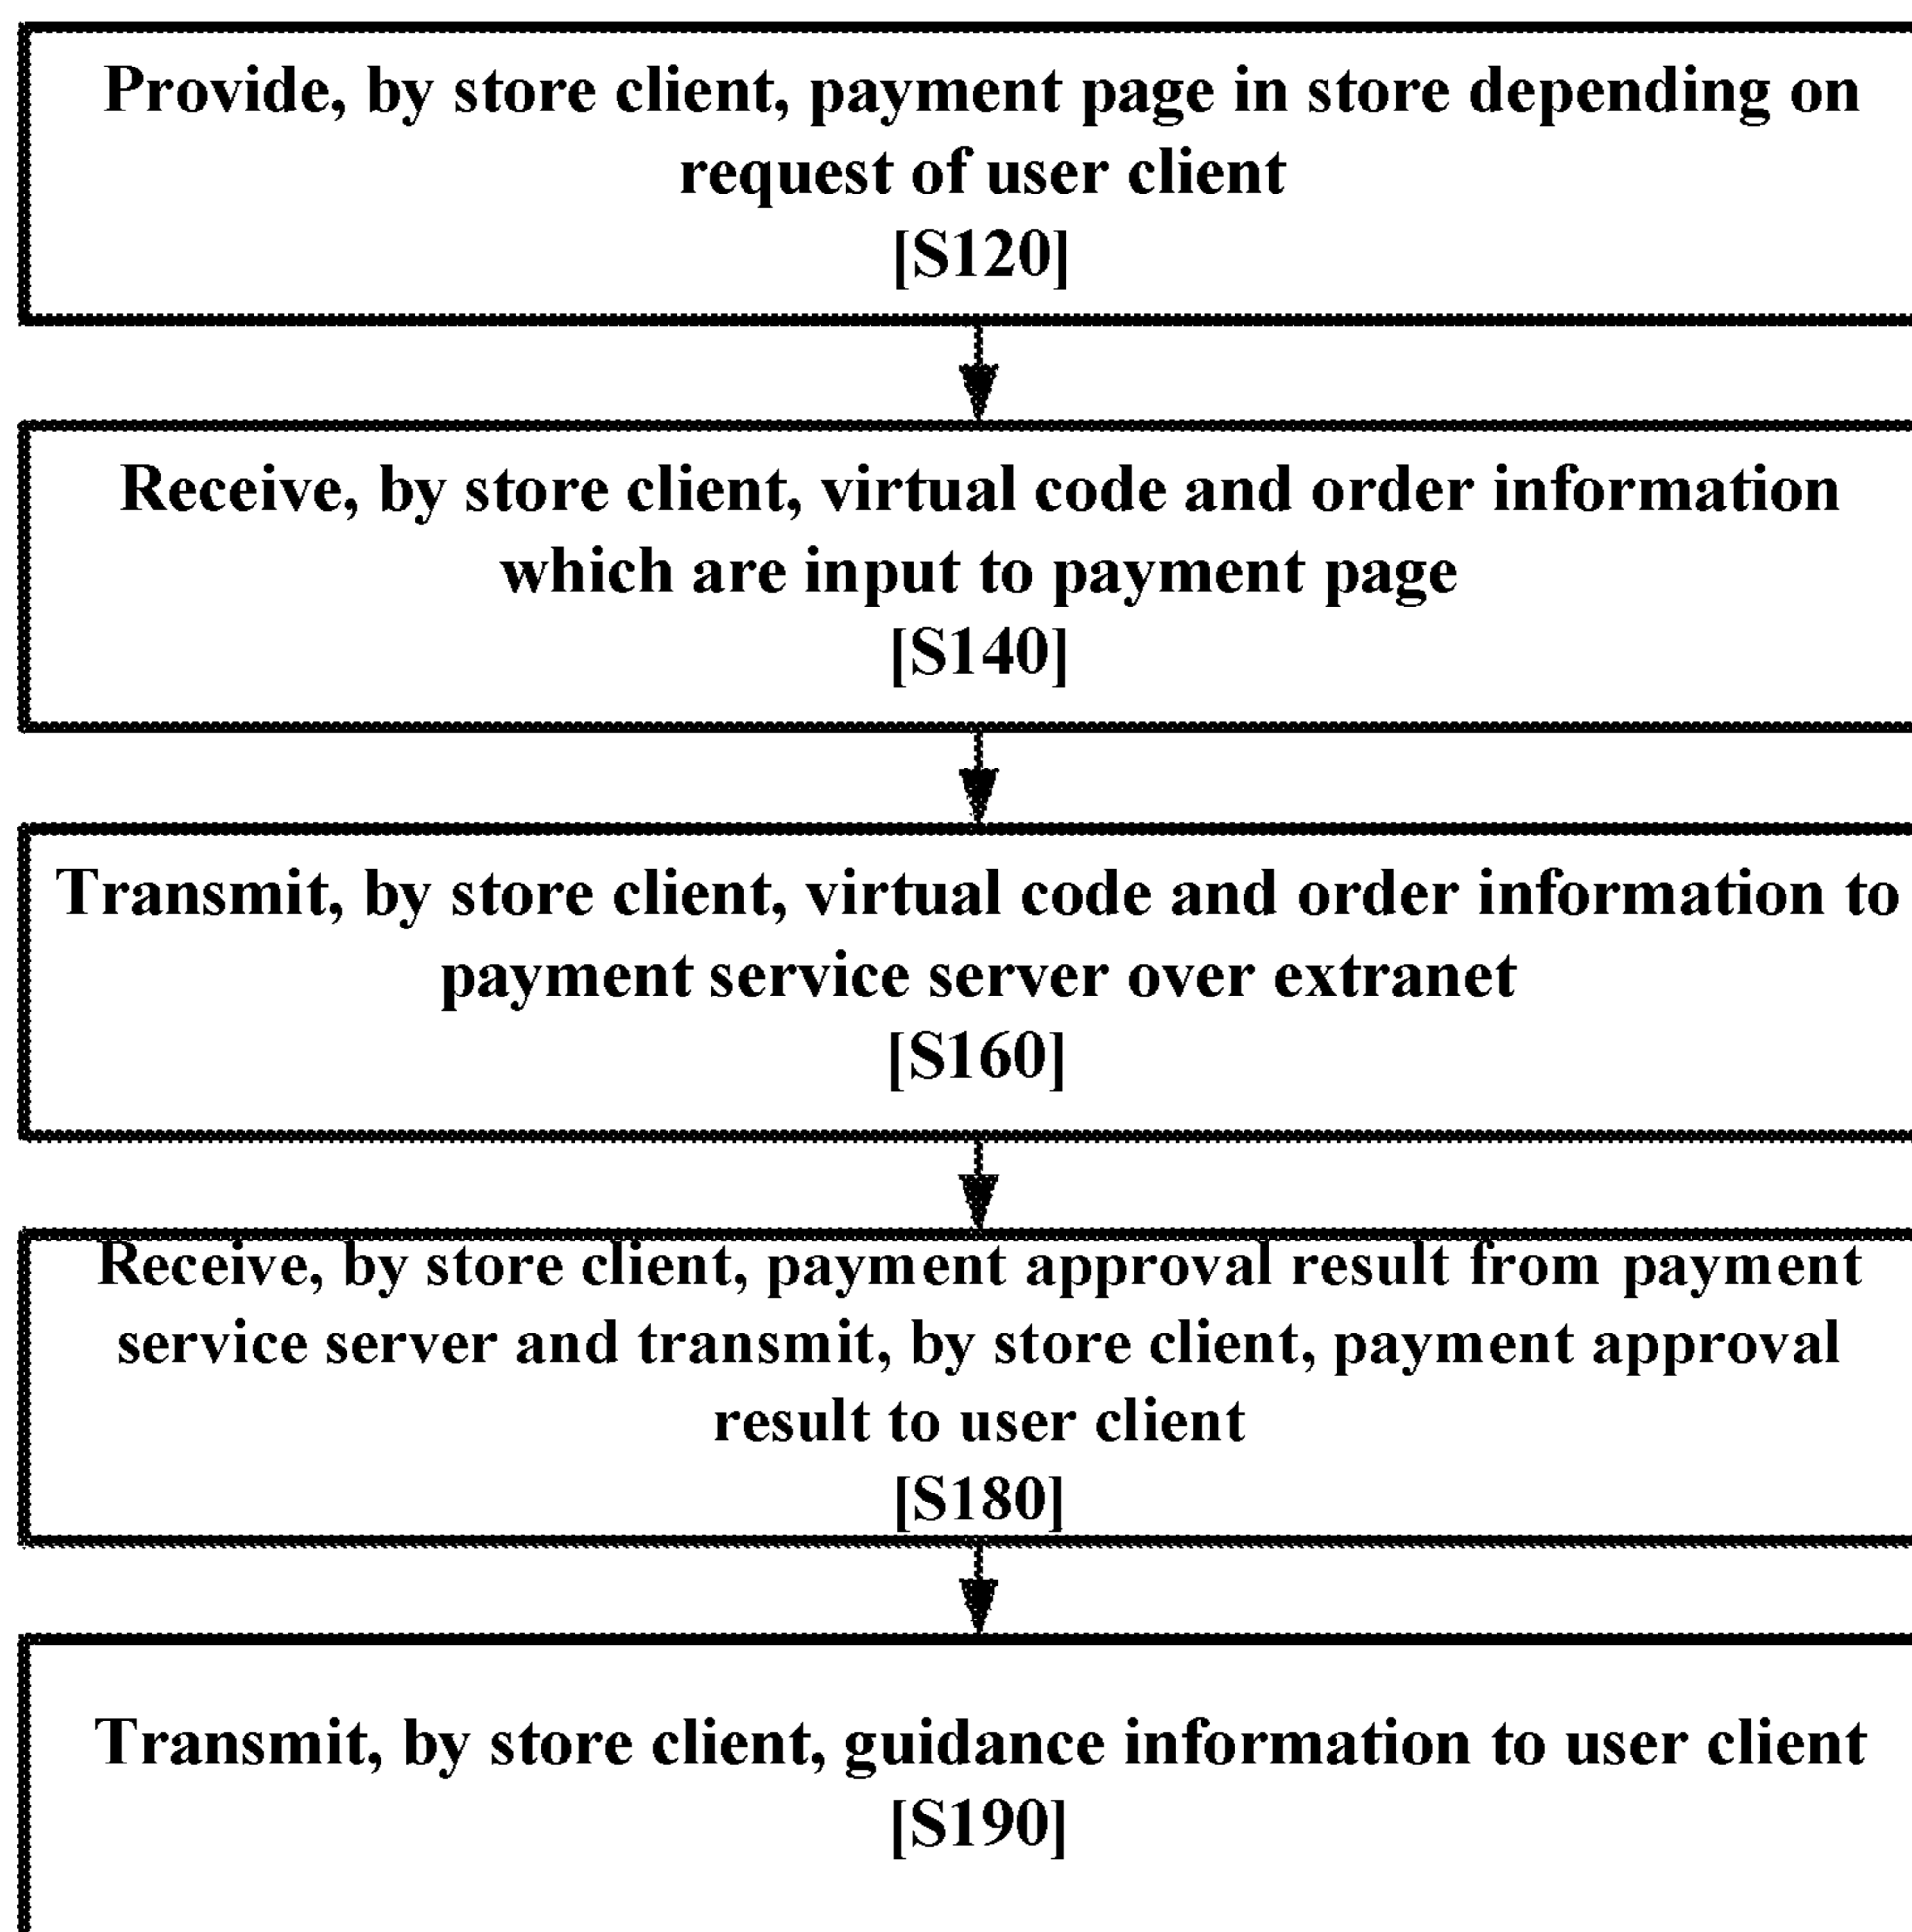 Provide, by store client, payment page in store depending on
request of user client
[S120]
Receive, by store client, virtual code and order information
which are input to payment page
[S140]
Transmit, by store client, virtual code and order information to
payment service server over extranet
[S160]
Receive, by store client, payment approval result from payment
service server and transmit, by store client, payment approval
result to user client
[S180]
Transmit, by store client, guidance information to user client
[S190]